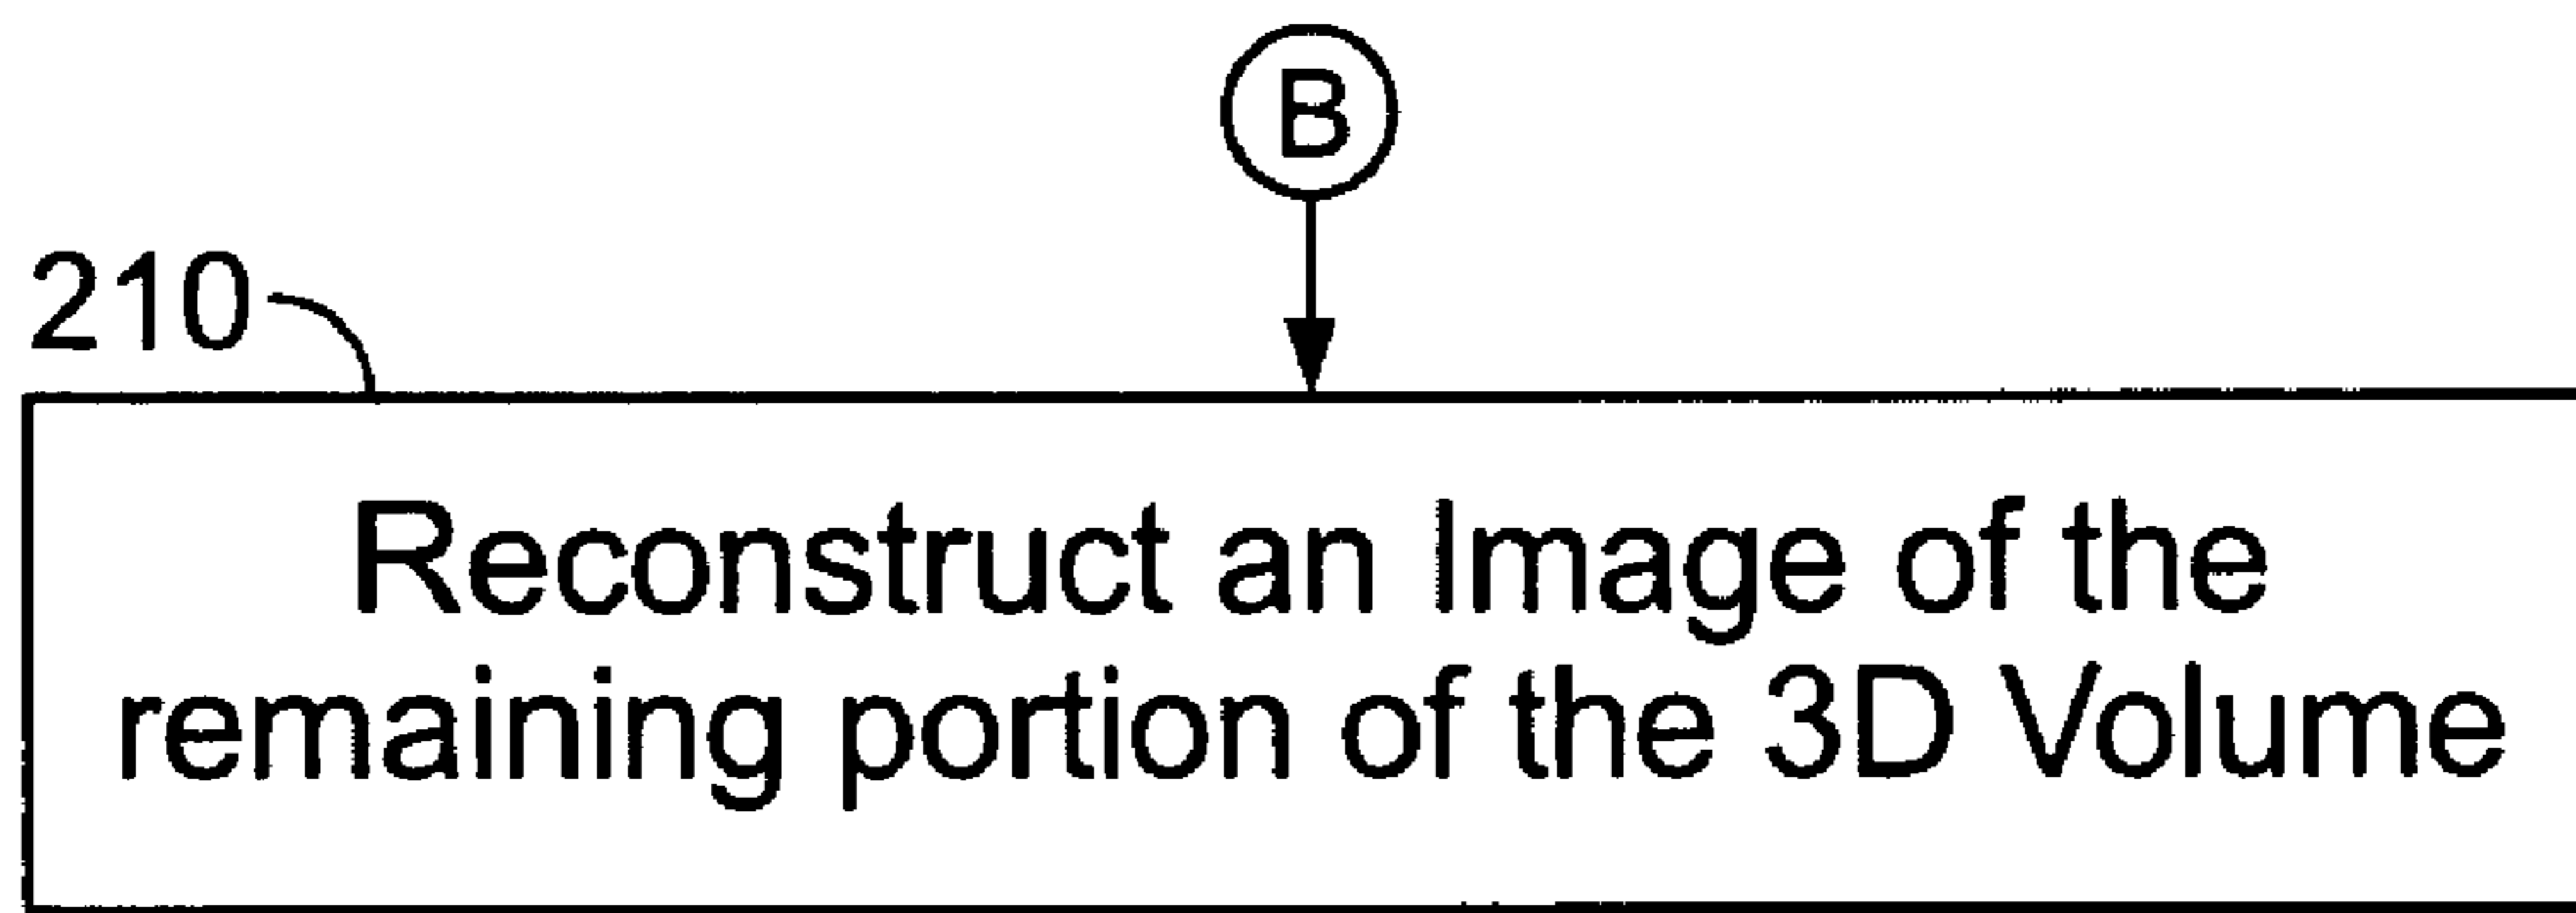 B
210
Reconstruct an Image of the
remaining portion of the 3D Volume